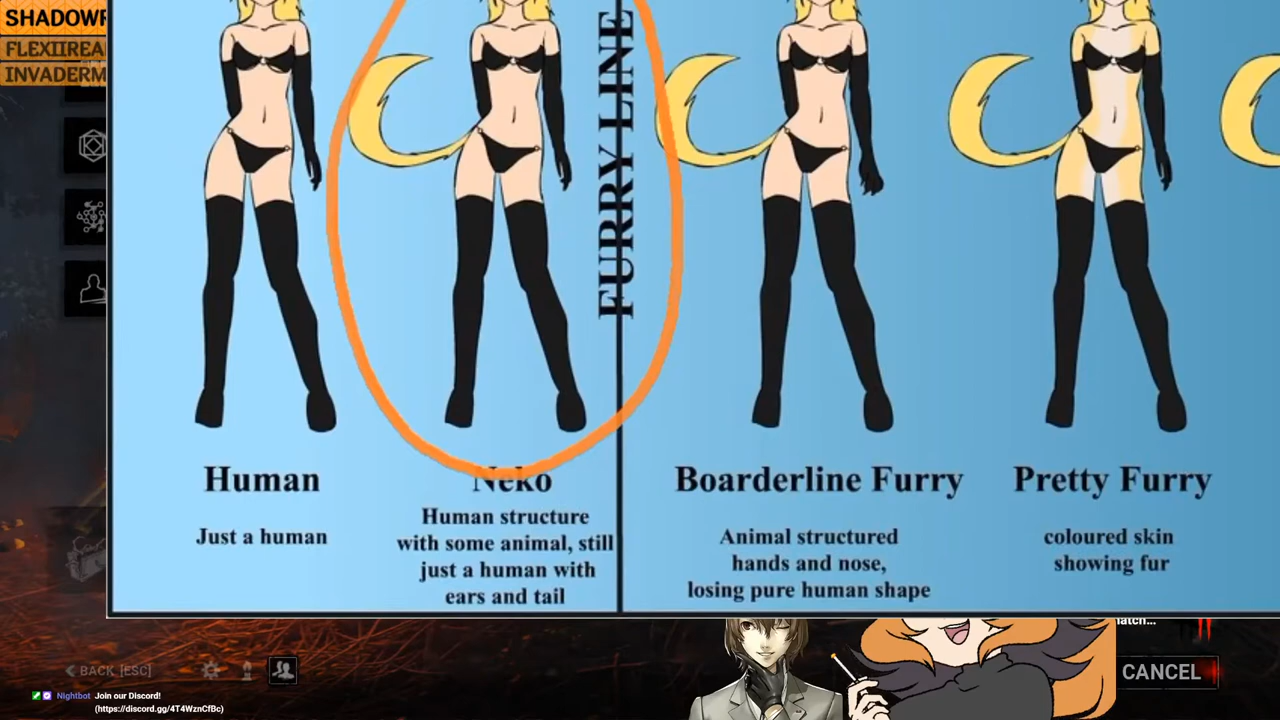 SHADOWF
FLEXIIREA
INVADERM
FURRY LINE
Human
Just a human
Neko
Human structure
with some animal, still
just a human with
ears and tail
Boarderline Furry
Animal structured
hands and nose,
losing pure human shape
Pretty Furry
coloured skin
showing fur
BACK [ESC]
CANCEL
Nightbot Join our Discord!
(https://discord.gg/4T4WznCfBc)